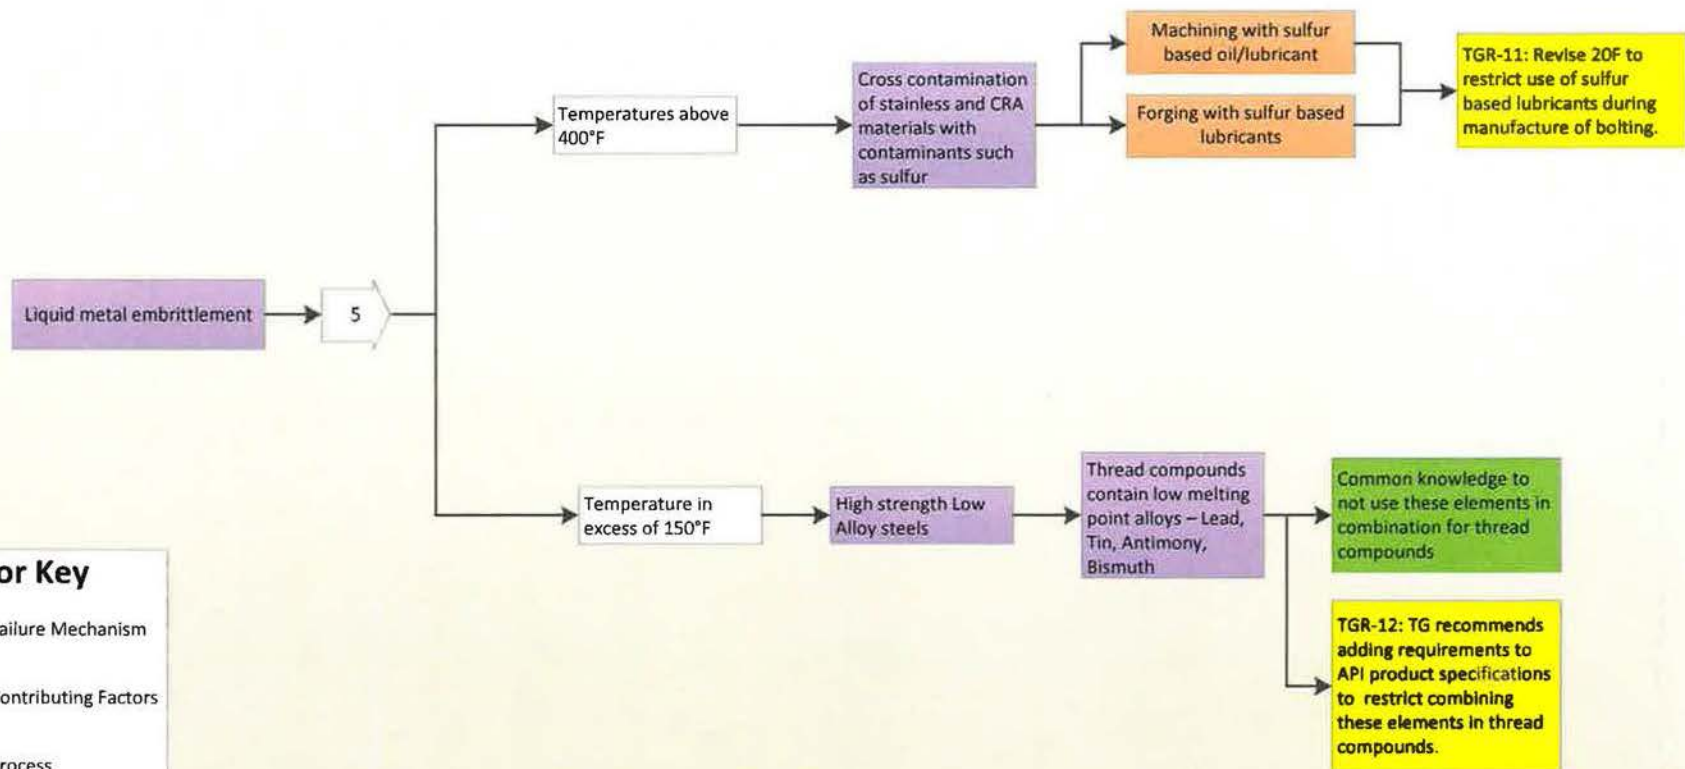 Machining with sulfur
based oil/lubricant
TGR-11: Revise 20F to
restrict use of sulfur
based lubricants during
manufacture of bolting.
Cross contamination
of stainless and CRA
materials with
contaminants such
as sulfur
Temperatures above
400°F
Forging with sulfur based
lubricants
Liquid metal embrittlement
5
Thread compounds
contain low melting
point alloys – Lead,
Tin, Antimony,
Bismuth
Common knowledge to
not use these elements in
combination for thread
compounds
Temperature in
excess of 150°F
High strength Low
Alloy steels
TGR-12: TG recommends
adding requirements to
API product specifications
to restrict combining
these elements in thread
compounds.
or Key
ailure Mechanism
ontributing Factors
rocess